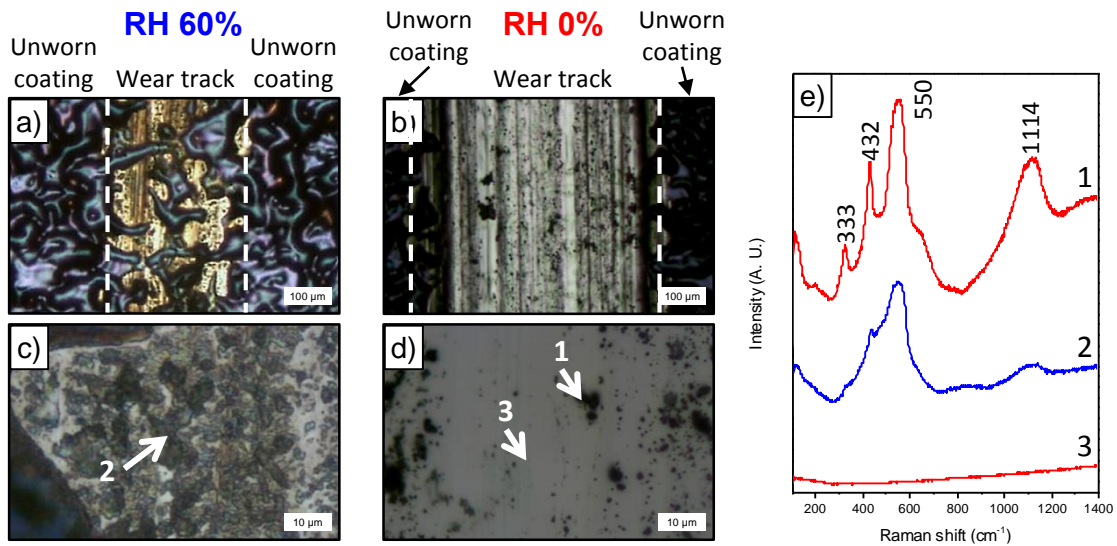 RH 60%
RH 0%
Unworn
coating
Wear track
Unworn
coating
Unworn
coating
Wear track
Unworn
coating
a)
100 µm
b)
100 µm
c)
2
10 µm
d)
1
3
10 µm
e)
333
432
550
1114
1
2
3
Intensity (A. U.)
200 400 600 800 1000 1200 1400
Raman shift (cm⁻¹)